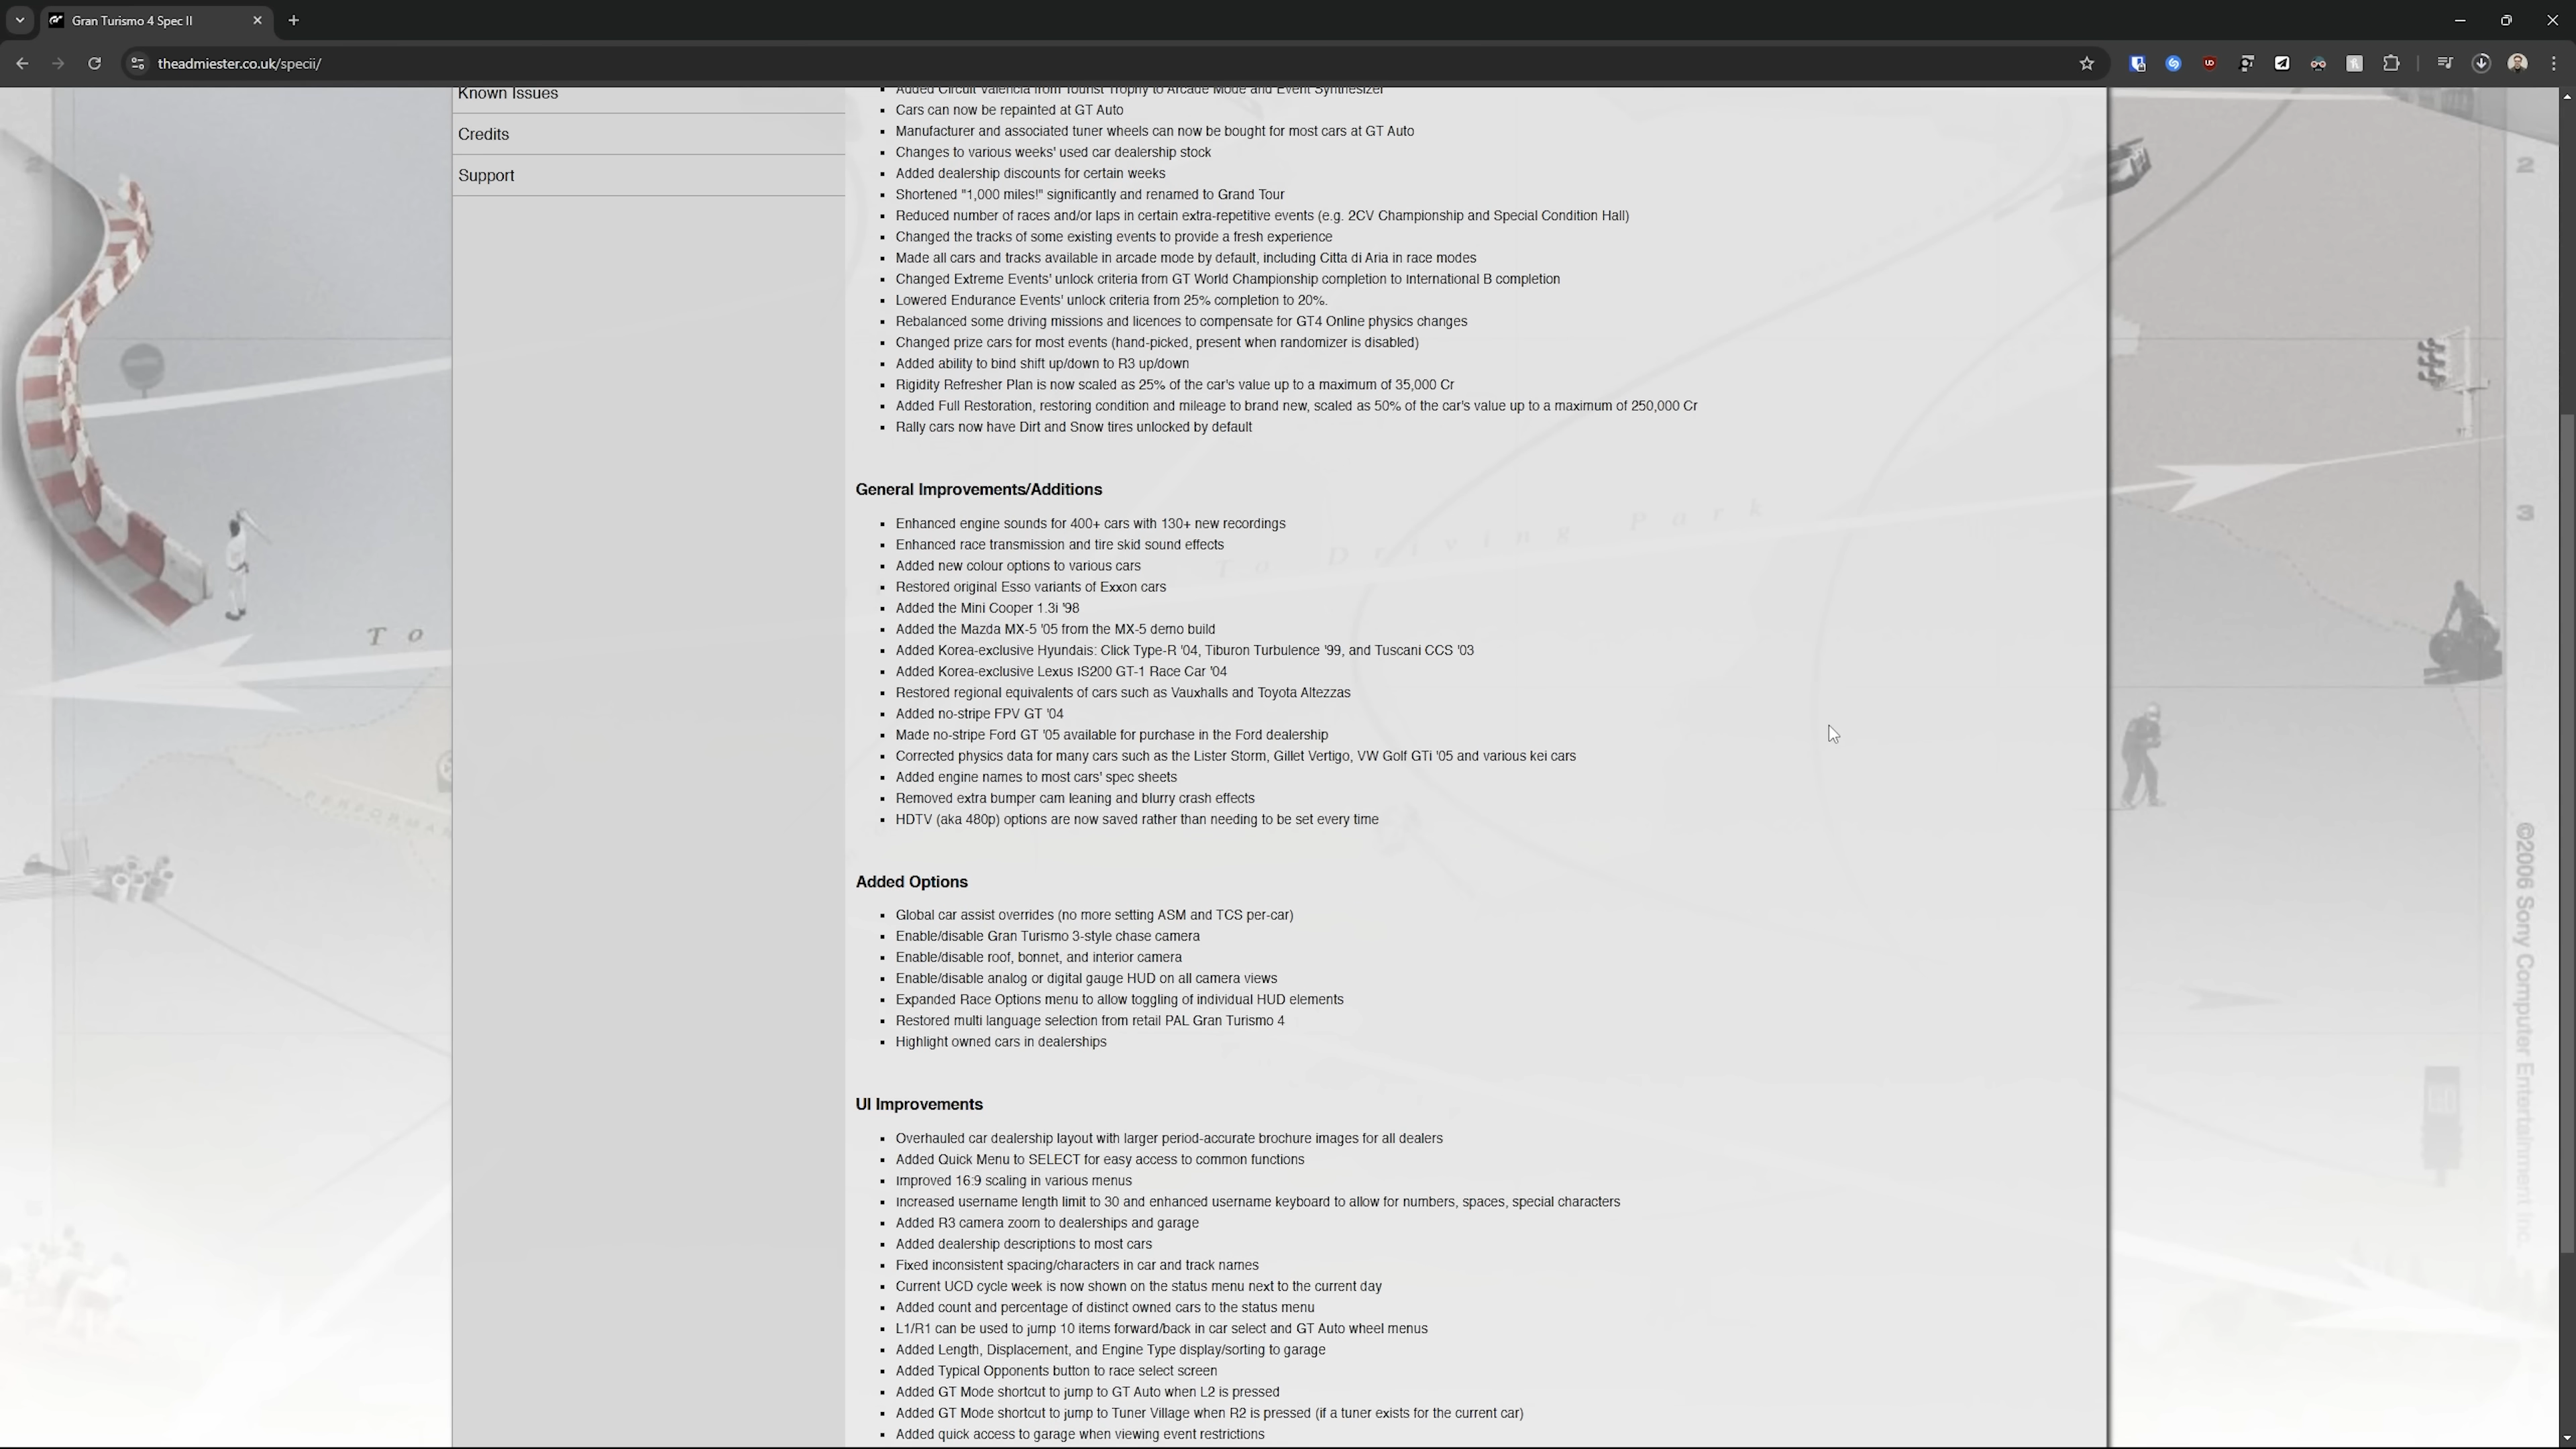 Gran Turismo 4 Spec II
theadmiester.co.uk/specii/
Known Issues
Credits
Support
Added Circuit Valencia from Tourist Trophy to Arcade Mode and Event Synthesizer
Cars can now be repainted at GT Auto
Manufacturer and associated tuner wheels can now be bought for most cars at GT Auto
Changes to various weeks' used car dealership stock
Added dealership discounts for certain weeks
Shortened "1,000 miles!" significantly and renamed to Grand Tour
Reduced number of races and/or laps in certain extra-repetitive events (e.g. 2CV Championship and Special Condition Hall)
Changed the tracks of some existing events to provide a fresh experience
Made all cars and tracks available in arcade mode by default, including Citta di Aria in race modes
Changed Extreme Events' unlock criteria from GT World Championship completion to International B completion
Lowered Endurance Events' unlock criteria from 25% completion to 20%.
Rebalanced some driving missions and licences to compensate for GT4 Online physics changes
Changed prize cars for most events (hand-picked, present when randomizer is disabled)
Added ability to bind shift up/down to R3 up/down
Rigidity Refresher Plan is now scaled as 25% of the car's value up to a maximum of 35,000 Cr
Added Full Restoration, restoring condition and mileage to brand new, scaled as 50% of the car's value up to a maximum of 250,000 Cr
Rally cars now have Dirt and Snow tires unlocked by default
General Improvements/Additions
Enhanced engine sounds for 400+ cars with 130+ new recordings
Enhanced race transmission and tire skid sound effects
Added new colour options to various cars
Restored original Esso variants of Exxon cars
Added the Mini Cooper 1.3i '98
Added the Mazda MX-5 '05 from the MX-5 demo build
Added Korea-exclusive Hyundais: Click Type-R '04, Tiburon Turbulence '99, and Tuscani CCS '03
Added Korea-exclusive Lexus IS200 GT-1 Race Car '04
Restored regional equivalents of cars such as Vauxhalls and Toyota Altezzas
Added no-stripe FPV GT '04
Made no-stripe Ford GT '05 available for purchase in the Ford dealership
Corrected physics data for many cars such as the Lister Storm, Gillet Vertigo, VW Golf GTi '05 and various kei cars
Added engine names to most cars' spec sheets
Removed extra bumper cam leaning and blurry crash effects
HDTV (aka 480p) options are now saved rather than needing to be set every time
Added Options
Global car assist overrides (no more setting ASM and TCS per-car)
Enable/disable Gran Turismo 3-style chase camera
Enable/disable roof, bonnet, and interior camera
Enable/disable analog or digital gauge HUD on all camera views
Expanded Race Options menu to allow toggling of individual HUD elements
Restored multi language selection from retail PAL Gran Turismo 4
Highlight owned cars in dealerships
UI Improvements
Overhauled car dealership layout with larger period-accurate brochure images for all dealers
Added Quick Menu to SELECT for easy access to common functions
Improved 16:9 scaling in various menus
Increased username length limit to 30 and enhanced username keyboard to allow for numbers, spaces, special characters
Added R3 camera zoom to dealerships and garage
Added dealership descriptions to most cars
Fixed inconsistent spacing/characters in car and track names
Current UCD cycle week is now shown on the status menu next to the current day
Added count and percentage of distinct owned cars to the status menu
L1/R1 can be used to jump 10 items forward/back in car select and GT Auto wheel menus
Added Length, Displacement, and Engine Type display/sorting to garage
Added Typical Opponents button to race select screen
Added GT Mode shortcut to jump to GT Auto when L2 is pressed
Added GT Mode shortcut to jump to Tuner Village when R2 is pressed (if a tuner exists for the current car)
Added quick access to garage when viewing event restrictions
To Driving Park
To
2
3
©2006 Sony Computer Entertainment Inc.